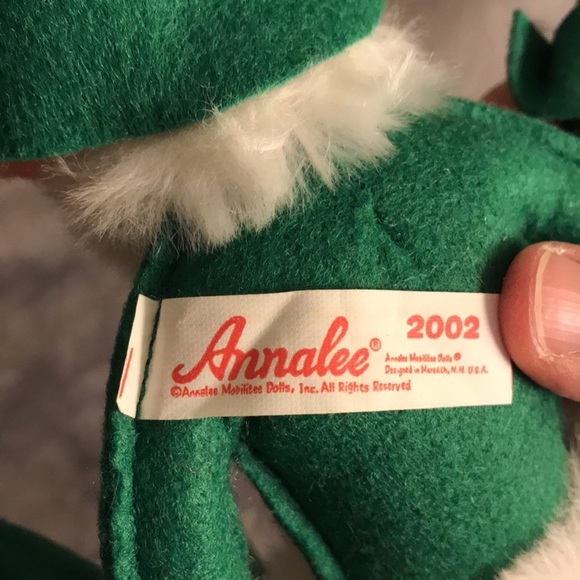 Annalee®
2002
Annalee Mobilitee Dolls®
Designed in Meredith, N.H. U.S.A.
©Annalee Mobilitee Dolls, Inc. All Rights Reserved